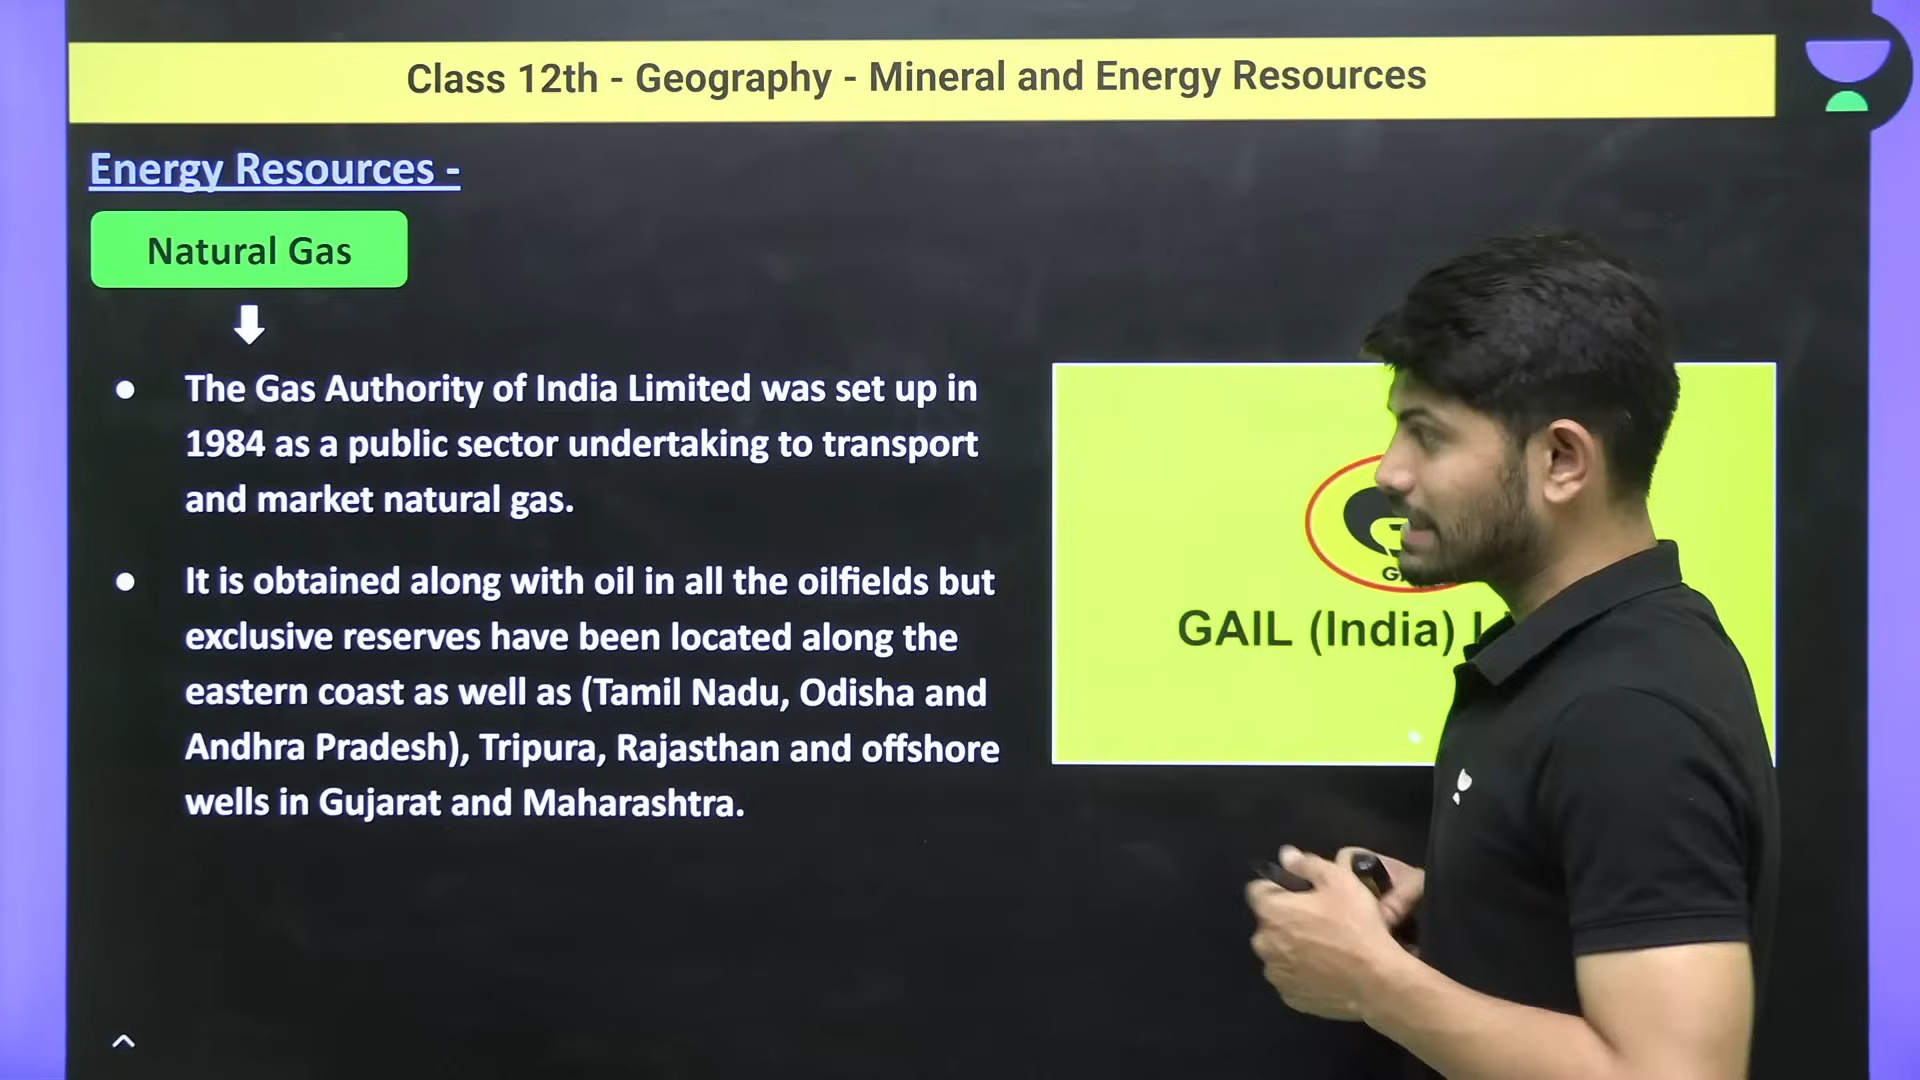 Class 12th - Geography - Mineral and Energy Resources
Energy Resources -
Natural Gas
● The Gas Authority of India Limited was set up in
1984 as a public sector undertaking to transport
and market natural gas.
● It is obtained along with oil in all the oilfields but
exclusive reserves have been located along the
eastern coast as well as (Tamil Nadu, Odisha and
Andhra Pradesh), Tripura, Rajasthan and offshore
wells in Gujarat and Maharashtra.
GAIL (India)